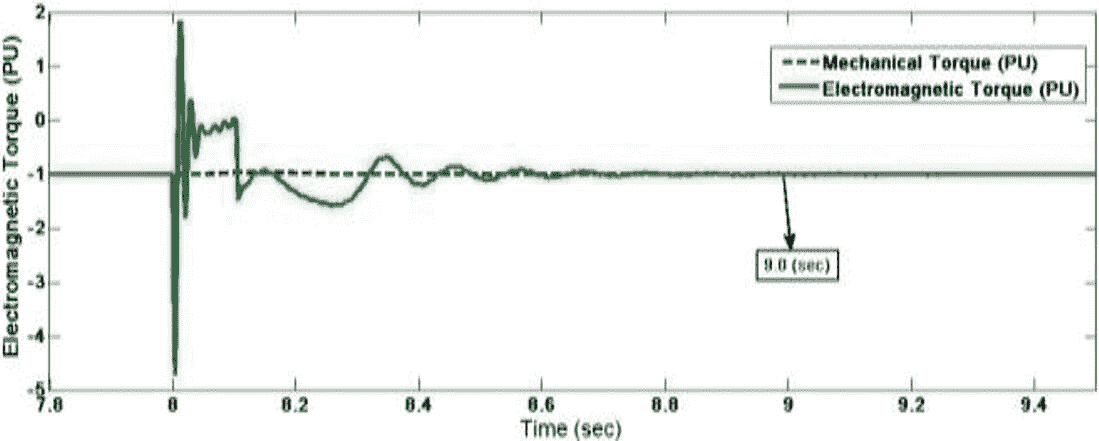 Electromagnetic Torque (PU)
2
1
0
-1
-2
-3
-4
-5
Mechanical Torque (PU)
Electromagnetic Torque (PU)
9.0 (sec)
7.8 8 8.2 8.4 8.6 8.8 9 9.2 9.4
Time (sec)